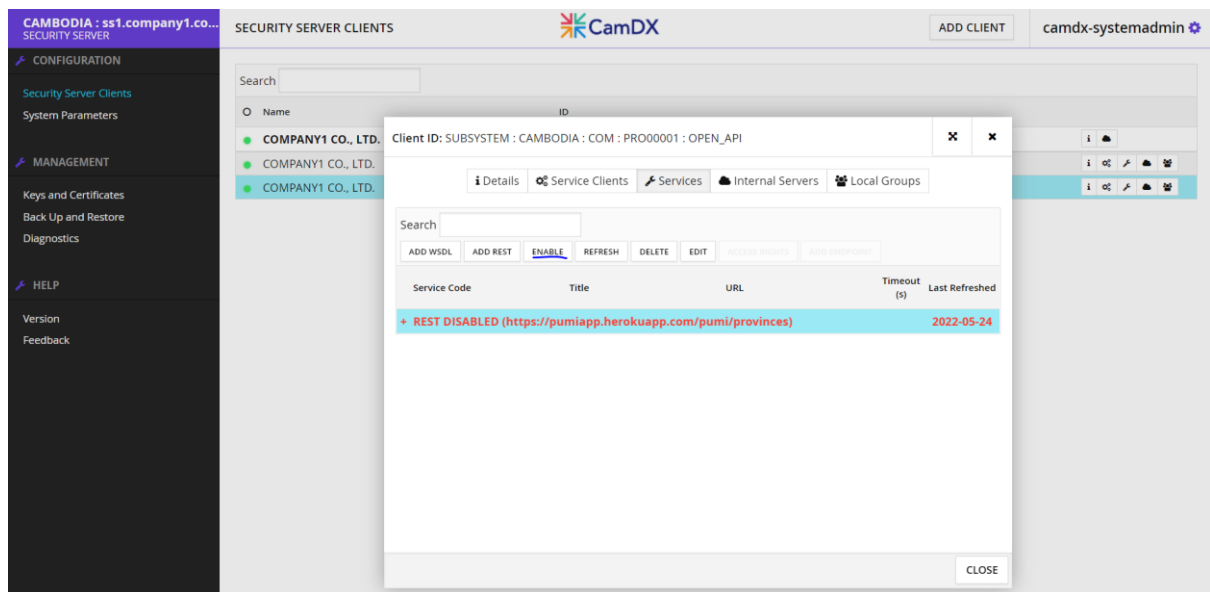 CAMBODIA : ss1.company1.co...
SECURITY SERVER
SECURITY SERVER CLIENTS
CamDX
ADD CLIENT
camdx-systemadmin
CONFIGURATION
Security Server Clients
System Parameters
MANAGEMENT
Keys and Certificates
Back Up and Restore
Diagnostics
HELP
Version
Feedback
Search
Name ID
COMPANY1 CO., LTD.
COMPANY1 CO., LTD.
COMPANY1 CO., LTD.
Client ID: SUBSYSTEM : CAMBODIA : COM : PRO00001 : OPEN_API
Details Service Clients Services Internal Servers Local Groups
Search
ADD WSDL ADD REST ENABLE REFRESH DELETE EDIT ACCESS RIGHTS ADD ENDPOINT
Service Code Title URL Timeout (s) Last Refreshed
+ REST DISABLED (https://pumiapp.herokuapp.com/pumi/provinces) 2022-05-24
CLOSE